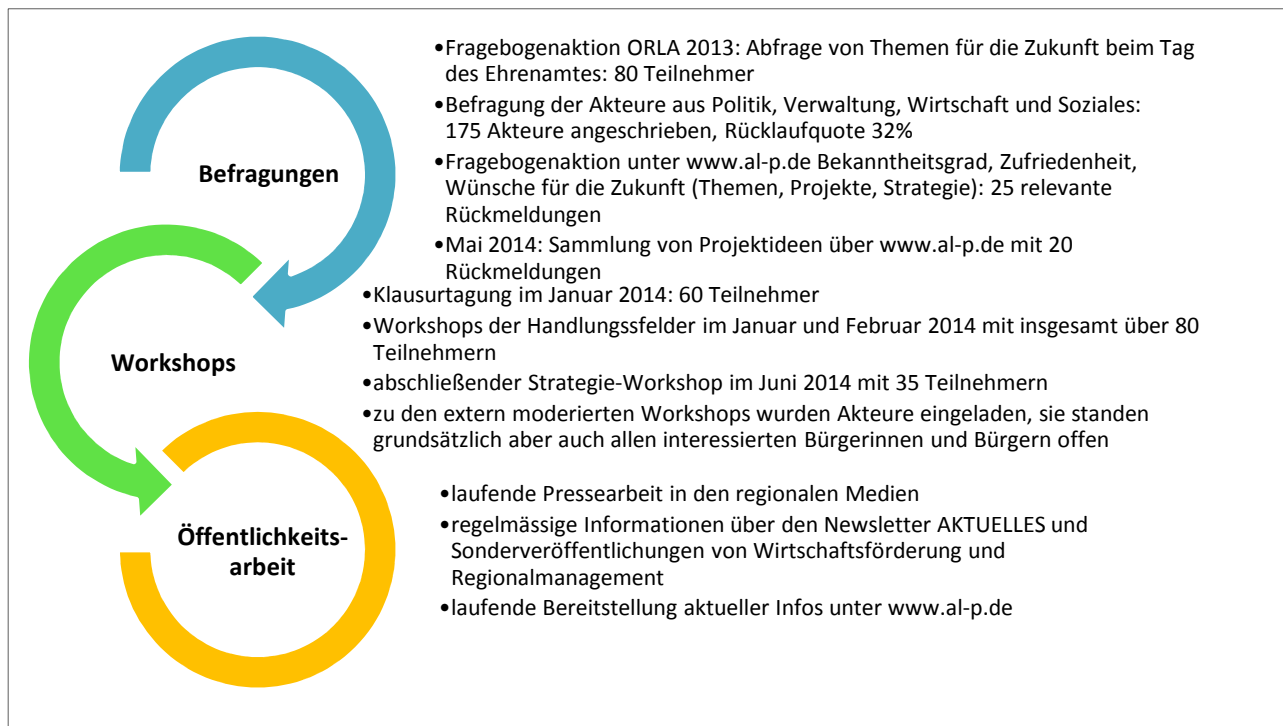 Befragungen
•Fragebogenaktion ORLA 2013: Abfrage von Themen für die Zukunft beim Tag
des Ehrenamtes: 80 Teilnehmer
•Befragung der Akteure aus Politik, Verwaltung, Wirtschaft und Soziales:
175 Akteure angeschrieben, Rücklaufquote 32%
•Fragebogenaktion unter www.al-p.de Bekanntheitsgrad, Zufriedenheit,
Wünsche für die Zukunft (Themen, Projekte, Strategie): 25 relevante
Rückmeldungen
•Mai 2014: Sammlung von Projektideen über www.al-p.de mit 20
Rückmeldungen
Workshops
•Klausurtagung im Januar 2014: 60 Teilnehmer
•Workshops der Handlungssfelder im Januar und Februar 2014 mit insgesamt über 80
Teilnehmern
•abschließender Strategie-Workshop im Juni 2014 mit 35 Teilnehmern
•zu den extern moderierten Workshops wurden Akteure eingeladen, sie standen
grundsätzlich aber auch allen interessierten Bürgerinnen und Bürgern offen
Öffentlichkeits-
arbeit
•laufende Pressearbeit in den regionalen Medien
•regelmässige Informationen über den Newsletter AKTUELLES und
Sonderveröffentlichungen von Wirtschaftsförderung und
Regionalmanagement
•laufende Bereitstellung aktueller Infos unter www.al-p.de